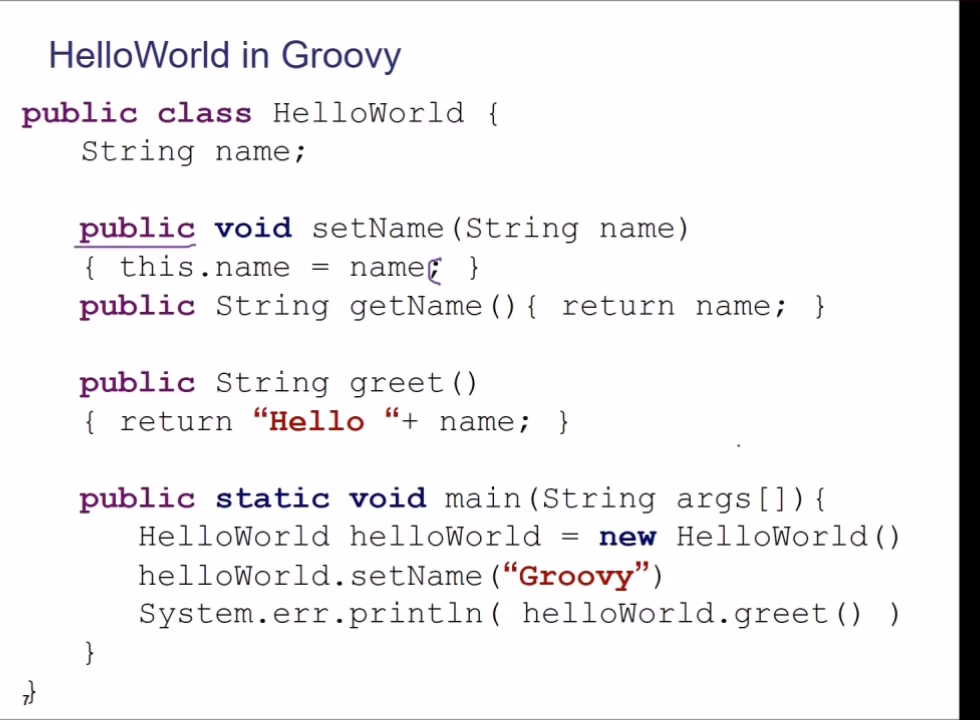 HelloWorld in Groovy
public class HelloWorld {
String name;
public void setName(String name)
{ this.name = name; }
public String getName(){ return name; }
public String greet()
{ return “Hello “+ name; }
public static void main(String args[]){
HelloWorld helloWorld = new HelloWorld()
helloWorld.setName(“Groovy”)
System.err.println( helloWorld.greet() )
}
}
7